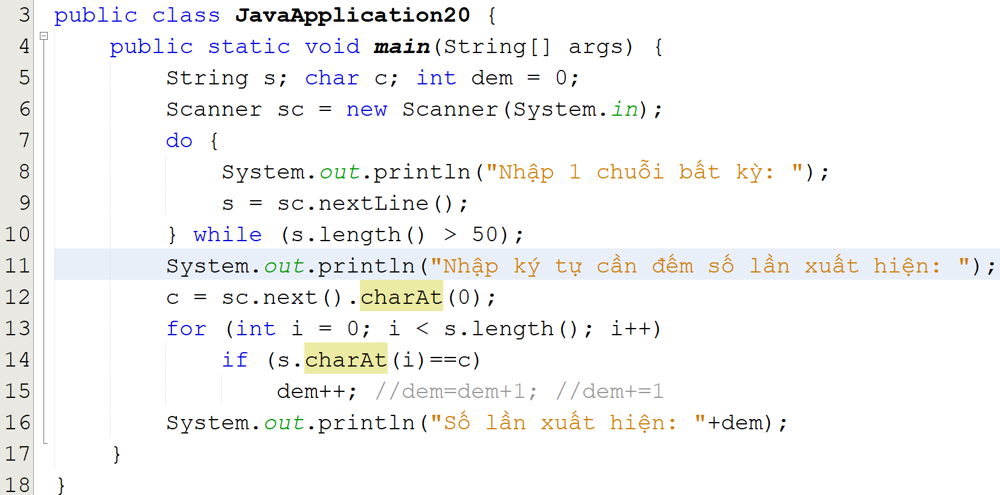 3 public class JavaApplication20 {
4 public static void main(String[] args) {
5 String s; char c; int dem = 0;
6 Scanner sc = new Scanner(System.in);
7 do {
8 System.out.println("Nhập 1 chuỗi bất kỳ: ");
9 s = sc.nextLine();
10 } while (s.length() > 50);
11 System.out.println("Nhập ký tự cần đếm số lần xuất hiện: ");
12 c = sc.next().charAt(0);
13 for (int i = 0; i < s.length(); i++)
14 if (s.charAt(i)==c)
15 dem++; //dem=dem+1; //dem+=1
16 System.out.println("Số lần xuất hiện: "+dem);
17 }
18 }